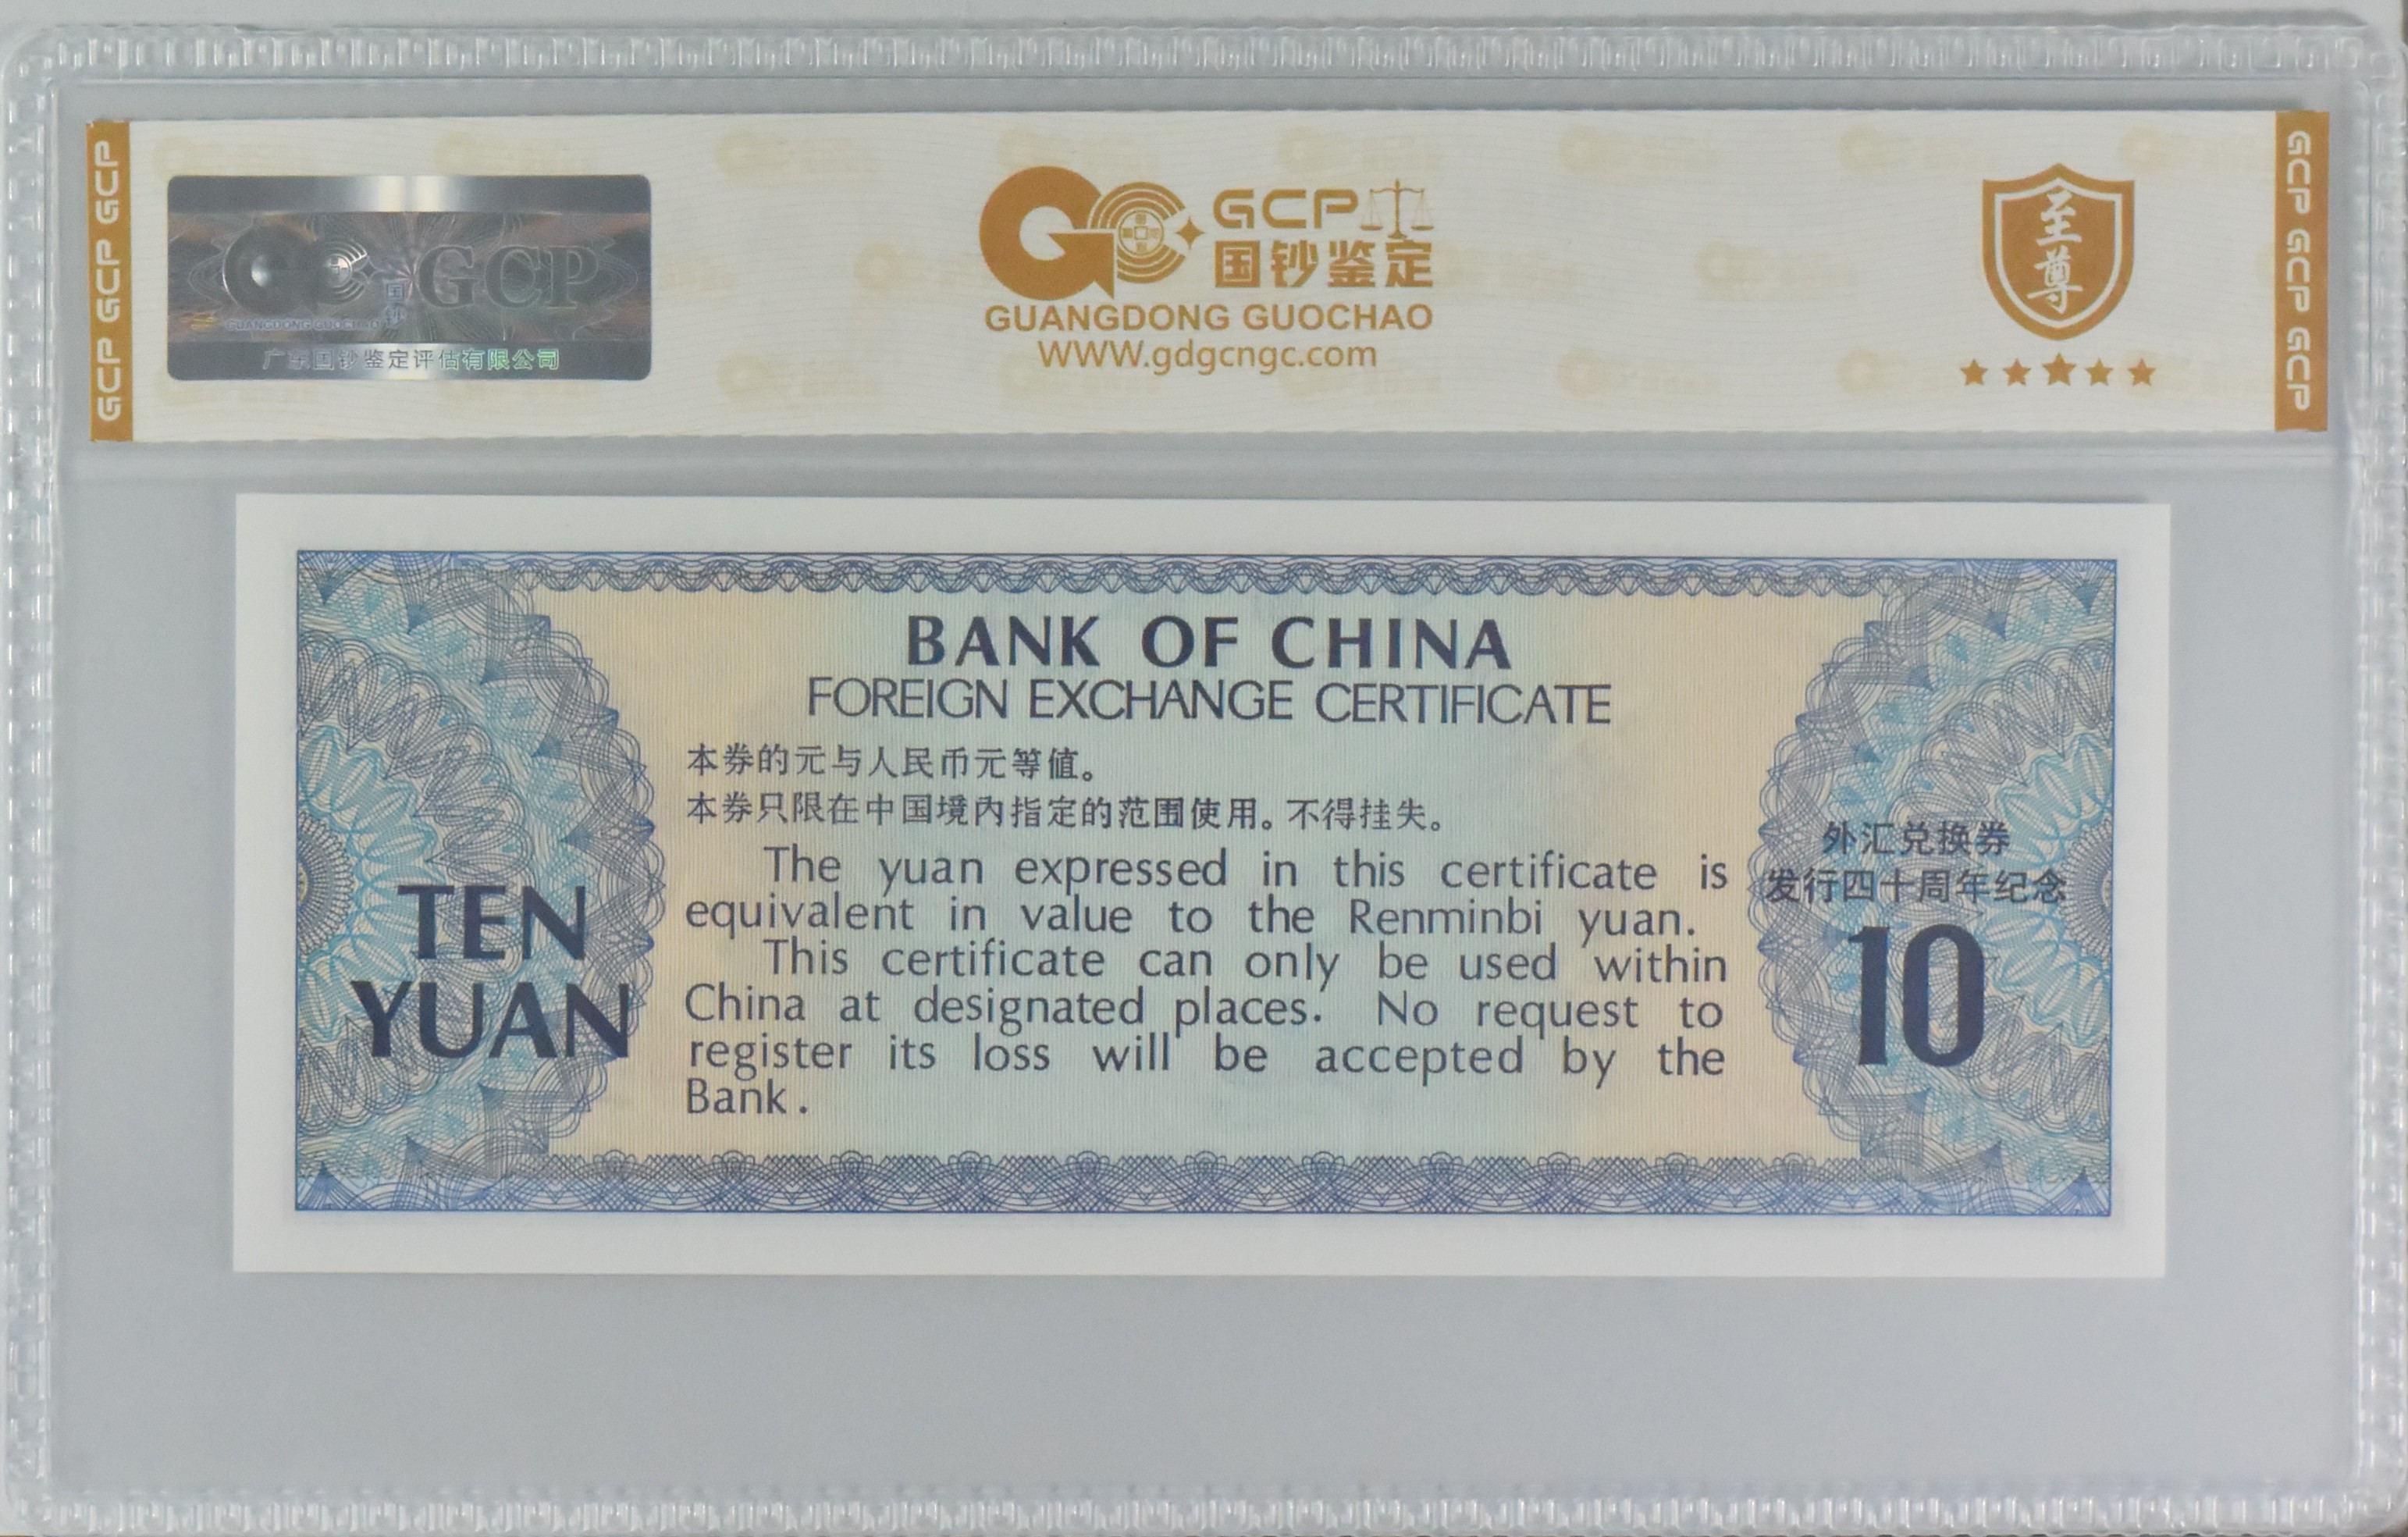 GCP GCP GCP
GCP
国钞
GUANGDONG GUOCHAO
广东国钞鉴定评估有限公司
GCP
国钞鉴定
GUANGDONG GUOCHAO
WWW.gdgcngc.com
至尊
GCP GCP GCP
BANK OF CHINA
FOREIGN EXCHANGE CERTIFICATE
本券的元与人民币元等值。
本券只限在中国境内指定的范围使用。不得挂失。
The yuan expressed in this certificate is
equivalent in value to the Renminbi yuan.
This certificate can only be used within
China at designated places. No request to
register its loss will be accepted by the
Bank.
TEN
YUAN
外汇兑换券
发行四十周年纪念
10